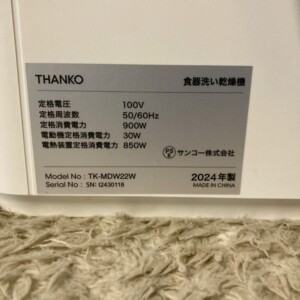 THANKO 食器洗い乾燥機
定格電圧 100V
定格周波数 50/60Hz
定格消費電力 900W
電動機定格消費電力 30W
電熱装置定格消費電力 850W
PS
E
サンコー株式会社
Model No : TK-MDW22W
Serial No : SN: I2430118
2024年製
MADE IN CHINA